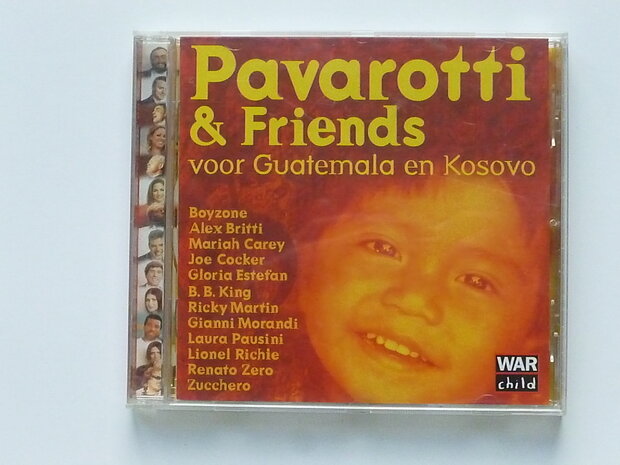 Pavarotti
& Friends
voor Guatemala en Kosovo
Boyzone
Alex Britti
Mariah Carey
Joe Cocker
Gloria Estefan
B. B. King
Ricky Martin
Gianni Morandi
Laura Pausini
Lionel Richie
Renato Zero
Zucchero
WAR
child